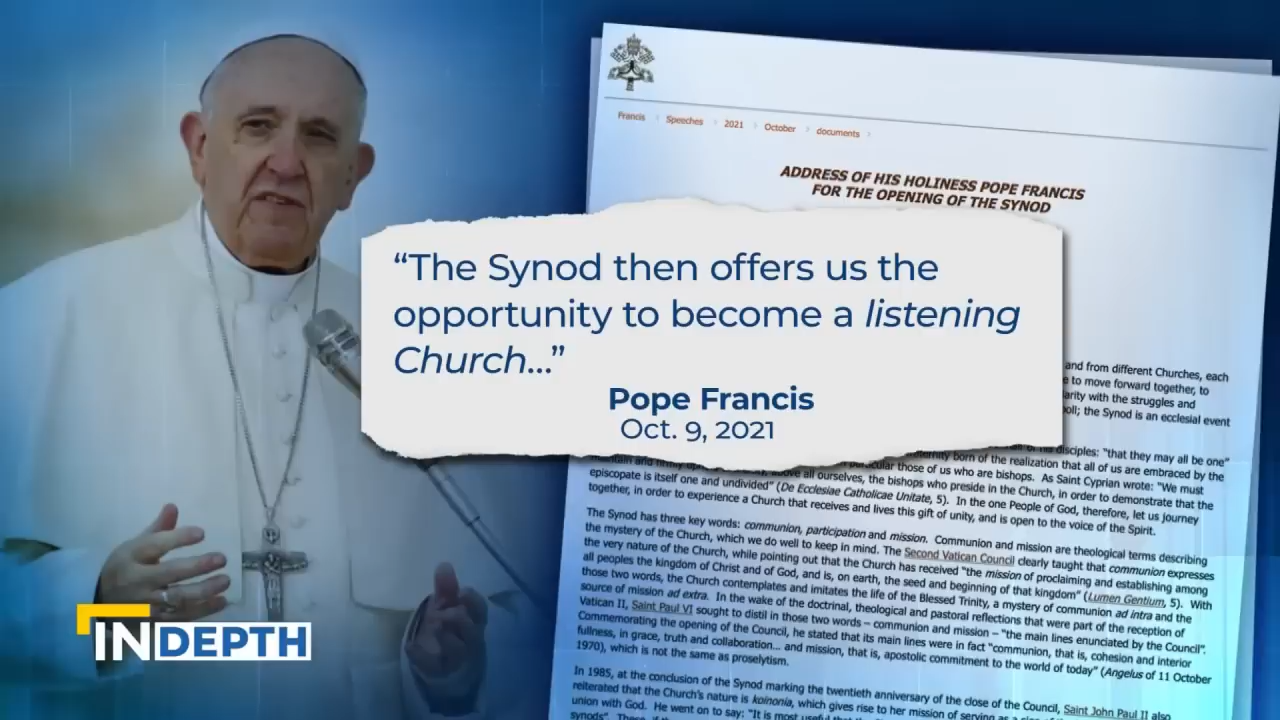 Francis Speeches 2021 October documents
ADDRESS OF HIS HOLINESS POPE FRANCIS
FOR THE OPENING OF THE SYNOD
“The Synod then offers us the
opportunity to become a listening
Church...”
Pope Francis
Oct. 9, 2021
and from different Churches, each
to move forward together, to
with the struggles and
the Synod is an ecclesial event
disciples: “that they may all be one”
born of the realization that all of us are embraced by the
those of us who are bishops. As Saint Cyprian wrote: “We must
maintain and all ourselves, the bishops who preside in the Church, in order to demonstrate that the
episcopate is itself one and undivided” (De Ecclesiae Catholicae Unitate, 5). In the one People of God, therefore, let us journey
together, in order to experience a Church that receives and lives this gift of unity, and is open to the voice of the Spirit.
The Synod has three key words: communion, participation and mission. Communion and mission are theological terms describing
the mystery of the Church, which we do well to keep in mind. The Second Vatican Council clearly taught that communion expresses
the very nature of the Church, while pointing out that the Church has received “the mission of proclaiming and establishing among
all peoples the kingdom of Christ and of God, and is, on earth, the seed and beginning of that kingdom” (Lumen Gentium, 5). With
those two words, the Church contemplates and imitates the life of the Blessed Trinity, a mystery of communion ad intra and the
source of mission ad extra. In the wake of the doctrinal, theological and pastoral reflections that were part of the reception of
Vatican II, Saint Paul VI sought to distil in those two words – communion and mission – “the main lines enunciated by the Council”.
Commemorating the opening of the Council, he stated that its main lines were in fact “communion, that is, cohesion and interior
fullness, in grace, truth and collaboration... and mission, that is, apostolic commitment to the world of today” (Angelus of 11 October
1970), which is not the same as proselytism.
In 1985, at the conclusion of the Synod marking the twentieth anniversary of the close of the Council, Saint John Paul II also
reiterated that the Church’s nature is koinonia, which gives rise to her mission of serving as a
union with God. He went on to say: “It is most
INDEPTH